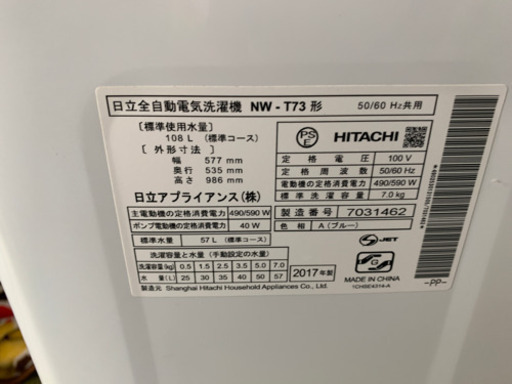 日立全自動電気洗濯機 NW - T73 形 50/60 Hz共用
〔標準使用水量〕
108 L (標準コース)
〔外形寸法〕
幅 577 mm
奥行 535 mm
高さ 986 mm
日立アプライアンス(株)
主電動機の定格消費電力 490/590 W
ポンプ電動機の定格消費電力 40 W
標準水量 57 L (標準コース)
PSE HITACHI
定格電圧 100 V
定格周波数 50/60 Hz
定格消費電力 490/590 W
標準洗濯容量 7.0 kg
製造番号 7031462
色相 A (ブルー)
洗濯容量と水量 (手動設定の水量)
洗濯容量(kg) 0.5 1.5 2.5 3.5 5.0 7.0
水量(L) 25 30 35 40 50 57
2017年製
S-JET
MADE IN CHINA
1CHSE4314-A
製造元 Shanghai Hitachi Household Appliances Co., Ltd.
-PP-